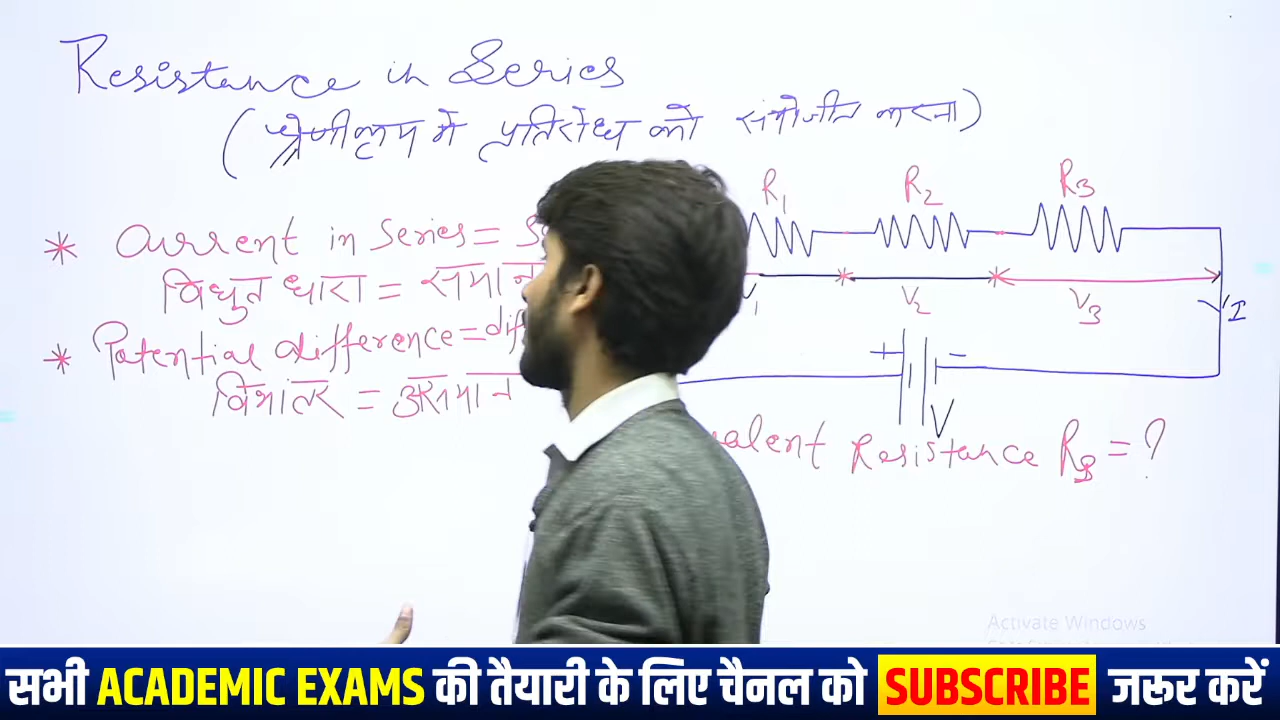 Resistance in Series
(श्रेणीक्रम में प्रतिरोध को संयोजीत करना)
* Current in Series =
विधुत धारा = समान
* Potential difference =
विभांतर = असमान
R1 R2 R3
V2 V3
I
+ -
V
Resistance RS = ?
Activate Windows
सभी ACADEMIC EXAMS की तैयारी के लिए चैनल को SUBSCRIBE जरूर करें